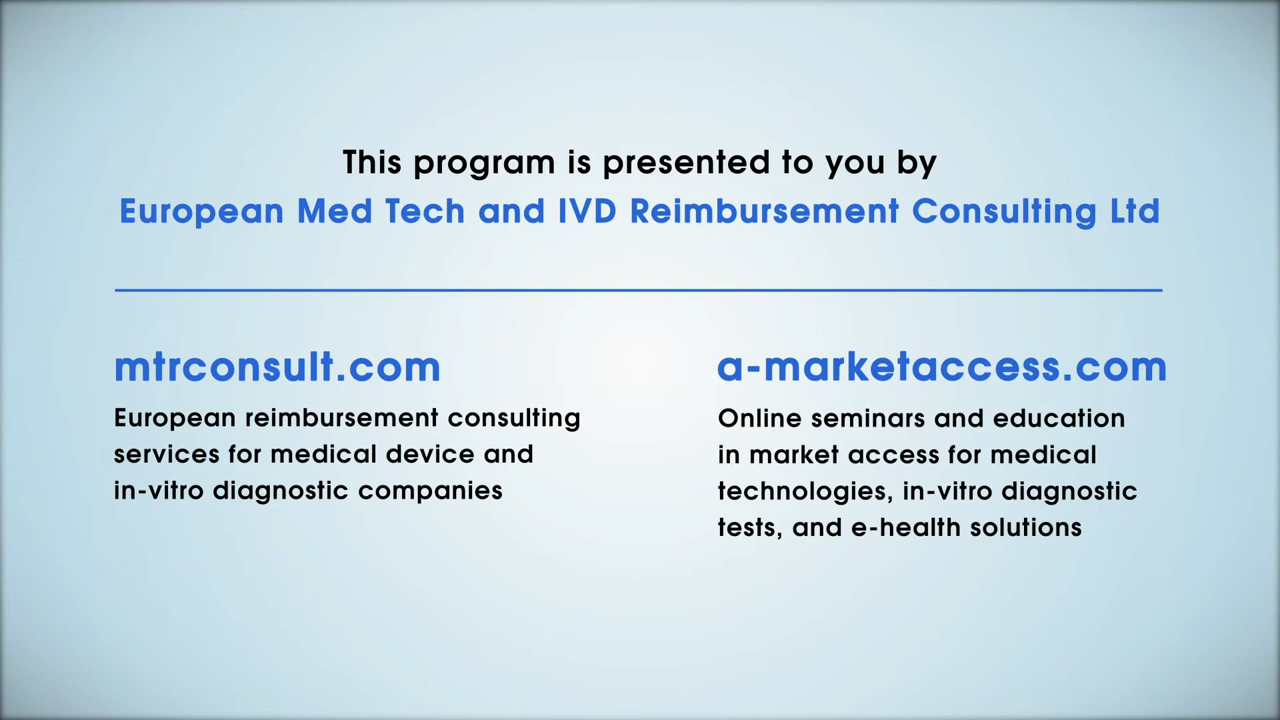 This program is presented to you by
European Med Tech and IVD Reimbursement Consulting Ltd
mtrconsult.com
European reimbursement consulting
services for medical device and
in-vitro diagnostic companies
a-marketaccess.com
Online seminars and education
in market access for medical
technologies, in-vitro diagnostic
tests, and e-health solutions